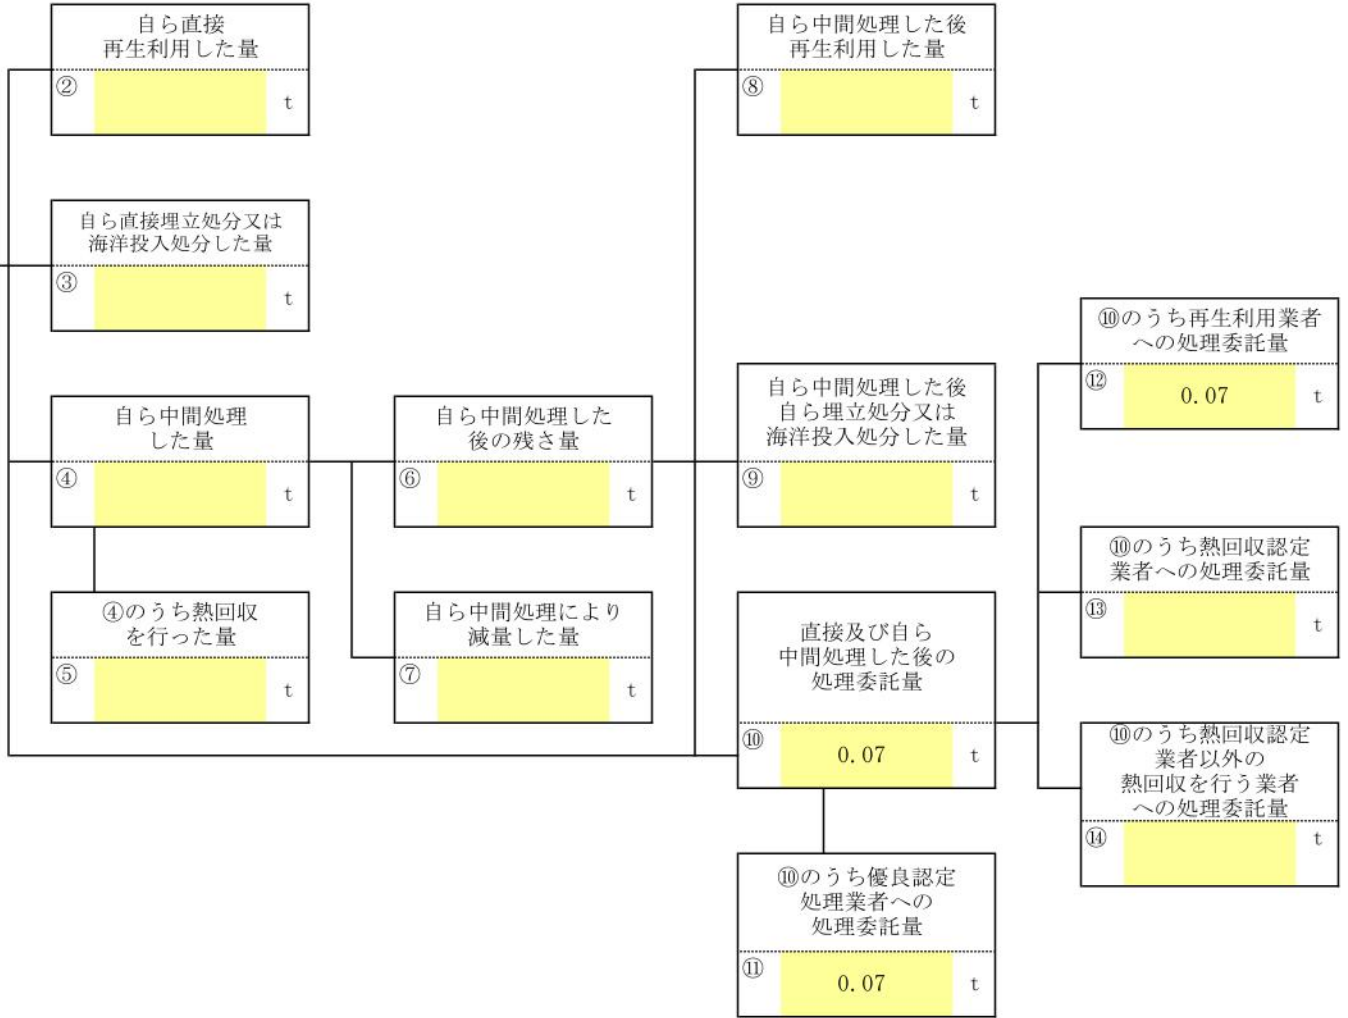 自ら直接
再生利用した量
②
t
自ら中間処理した後
再生利用した量
⑧
t
自ら直接埋立処分又は
海洋投入処分した量
③
t
⑩のうち再生利用業者
への処理委託量
⑫
0.07
t
自ら中間処理
した量
④
t
自ら中間処理した
後の残さ量
⑥
t
自ら中間処理した後
自ら埋立処分又は
海洋投入処分した量
⑨
t
⑩のうち熱回収認定
業者への処理委託量
⑬
t
④のうち熱回収
を行った量
⑤
t
自ら中間処理により
減量した量
⑦
t
直接及び自ら
中間処理した後の
処理委託量
⑩
0.07
t
⑩のうち熱回収認定
業者以外の
熱回収を行う業者
への処理委託量
⑭
t
⑩のうち優良認定
処理業者への
処理委託量
⑪
0.07
t